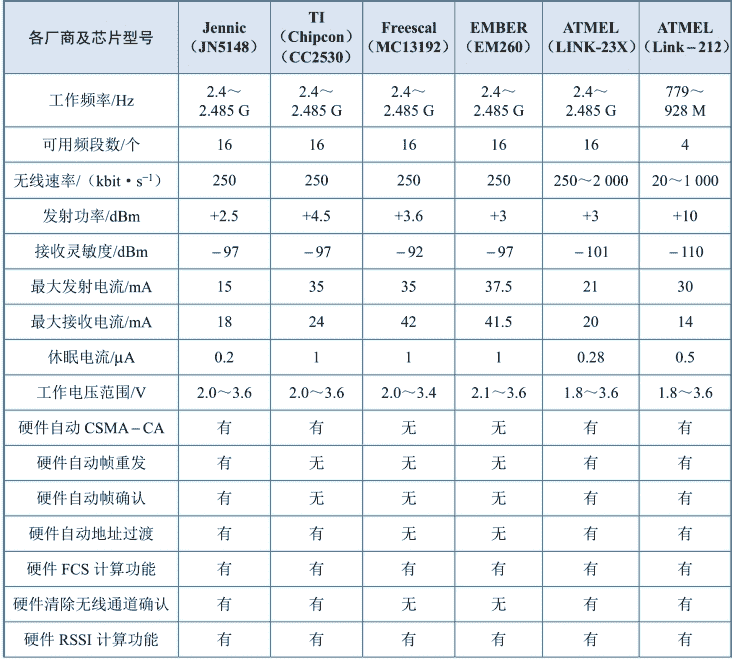 各厂商及芯片型号 Jennic（JN5148） TI（Chipcon）（CC2530） Freescal（MC13192） EMBER（EM260） ATMEL（LINK-23X） ATMEL（Link－212）
工作频率/Hz 2.4～2.485 G 2.4～2.485 G 2.4～2.485 G 2.4～2.485 G 2.4～2.485 G 779～928 M
可用频段数/个 16 16 16 16 16 4
无线速率/（kbit·s⁻¹） 250 250 250 250 250～2 000 20～1 000
发射功率/dBm +2.5 +4.5 +3.6 +3 +3 +10
接收灵敏度/dBm －97 －97 －92 －97 －101 －110
最大发射电流/mA 15 35 35 37.5 21 30
最大接收电流/mA 18 24 42 41.5 20 14
休眠电流/μA 0.2 1 1 1 0.28 0.5
工作电压范围/V 2.0～3.6 2.0～3.6 2.0～3.4 2.1～3.6 1.8～3.6 1.8～3.6
硬件自动 CSMA－CA 有 有 无 无 有 有
硬件自动帧重发 有 无 无 无 有 有
硬件自动帧确认 有 无 无 无 有 有
硬件自动地址过渡 有 有 无 无 有 有
硬件 FCS 计算功能 有 有 有 有 有 有
硬件清除无线通道确认 有 有 无 无 有 有
硬件 RSSI 计算功能 有 有 有 有 有 有